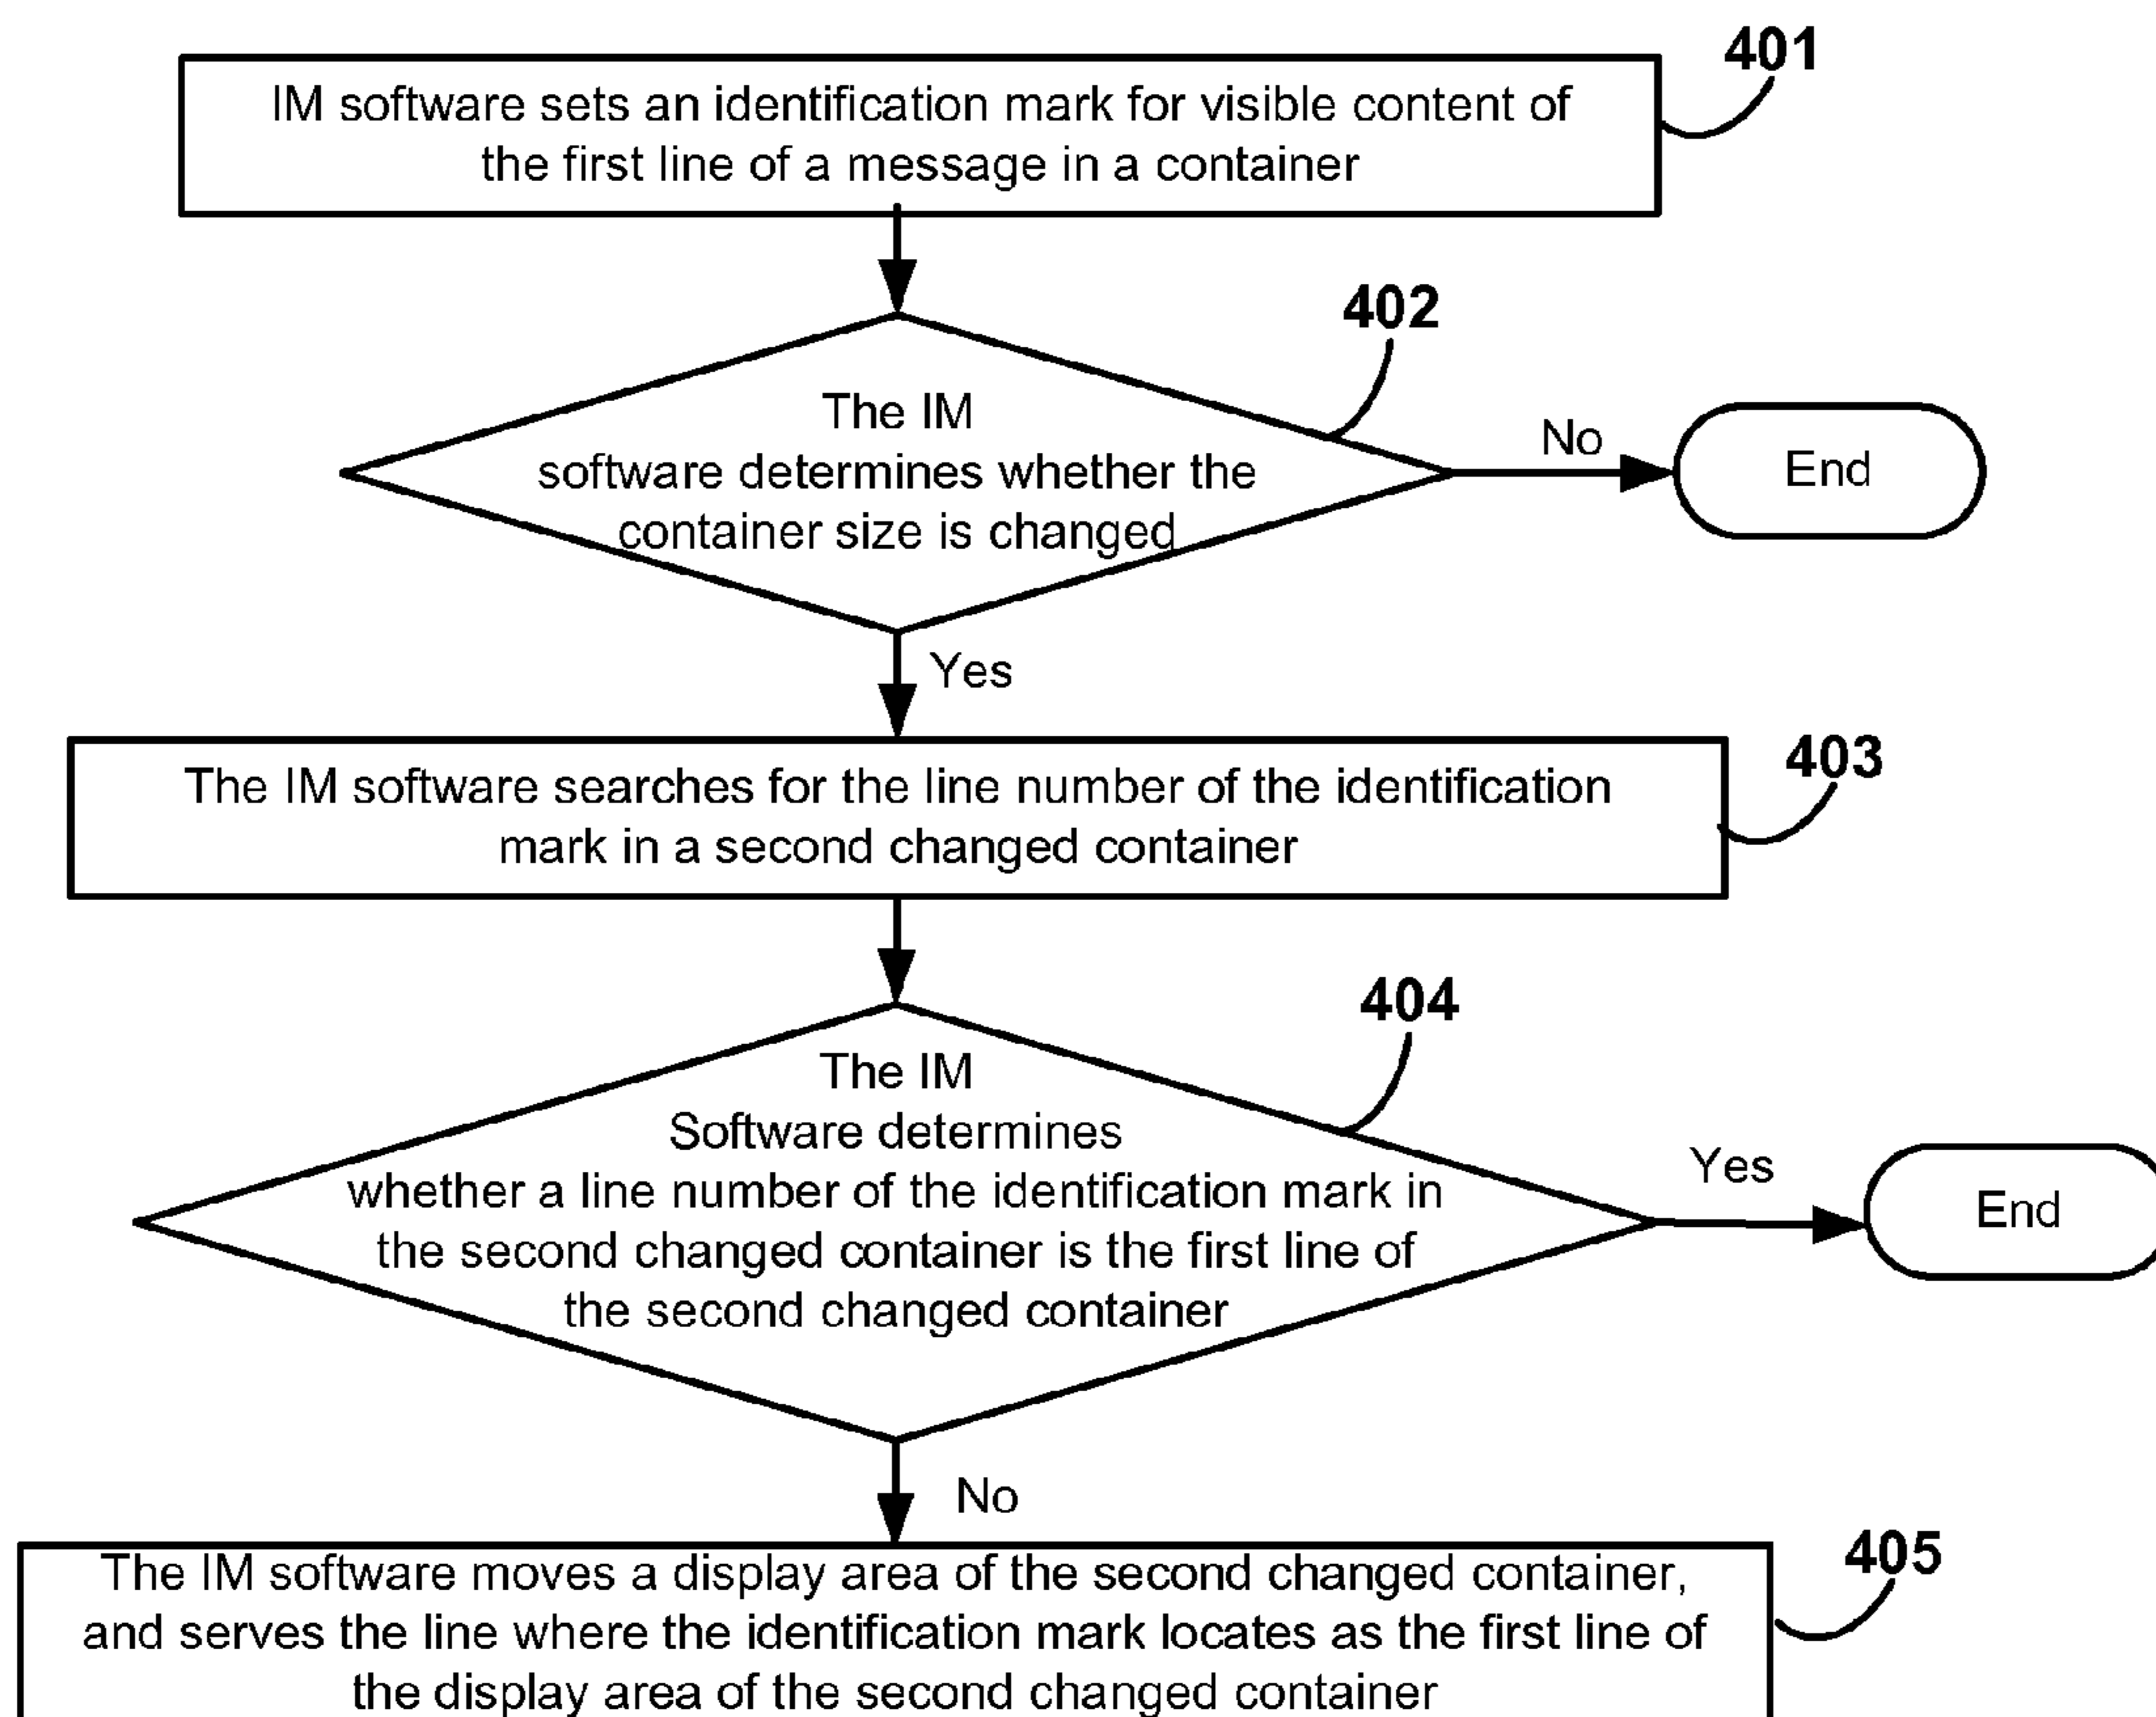 401
IM software sets an identification mark for visible content of
the first line of a message in a container
402
The IM
software determines whether the
container size is changed
No
End
Yes
403
The IM software searches for the line number of the identification
mark in a second changed container
404
The IM
Software determines
whether a line number of the identification mark in
the second changed container is the first line of
the second changed container
Yes
End
No
405
The IM software moves a display area of the second changed container,
and serves the line where the identification mark locates as the first line of
the display area of the second changed container